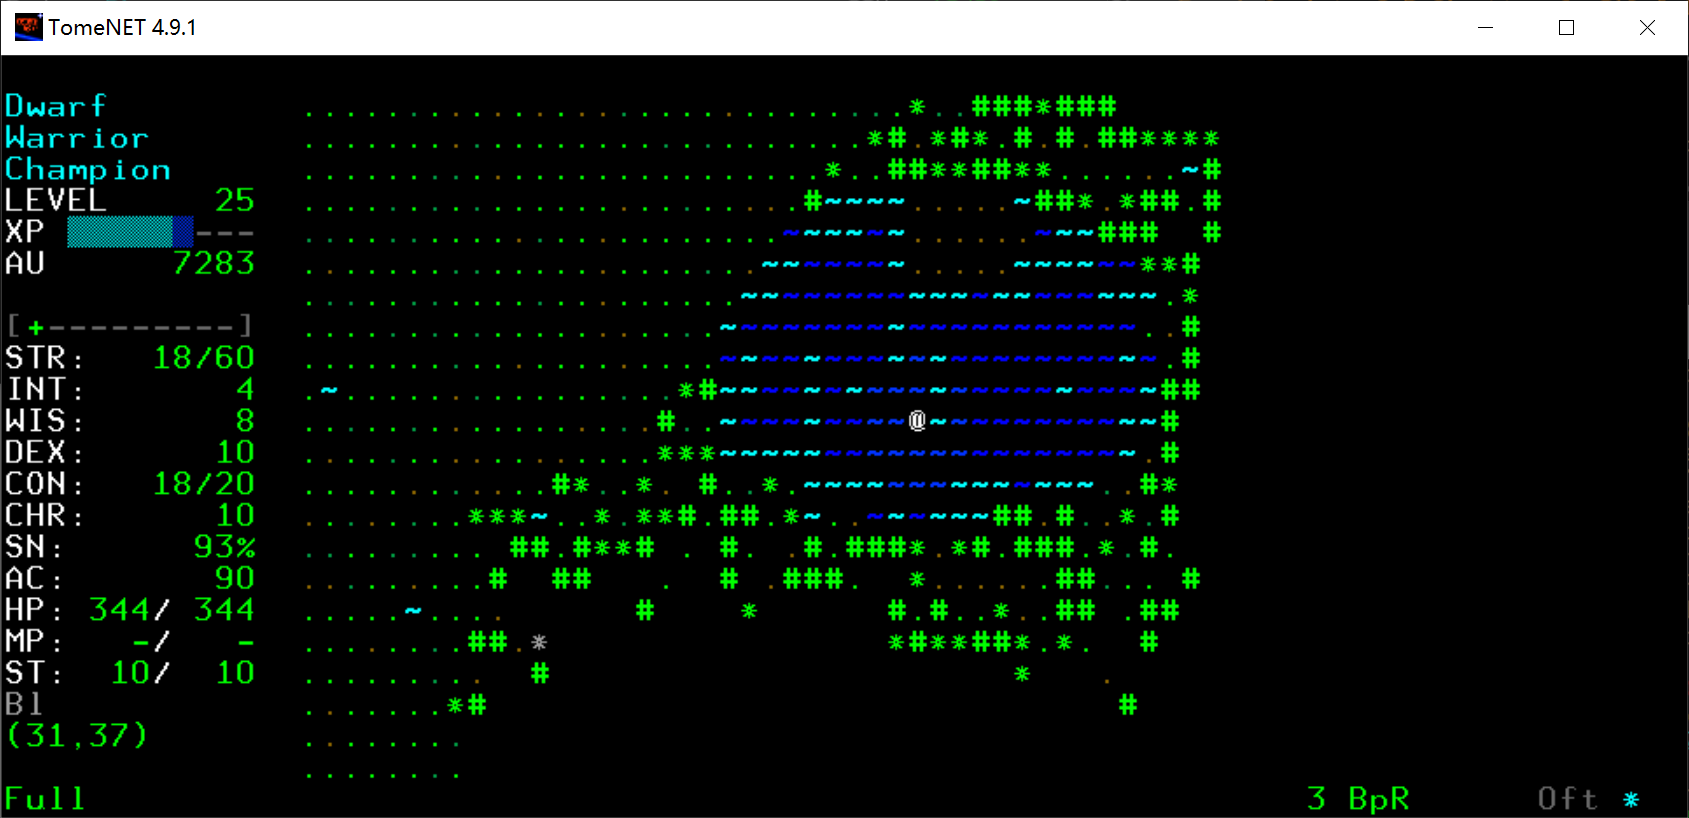 TomeNET 4.9.1
Dwarf
Warrior
Champion
LEVEL 25
XP ---
AU 7283
[+---------]
STR: 18/60
INT: 4
WIS: 8
DEX: 10
CON: 18/20
CHR: 10
SN: 93%
AC: 90
HP: 344/ 344
MP: -/ -
ST: 10/ 10
Bl
(31,37)
Full 3 BpR 0ft *
@